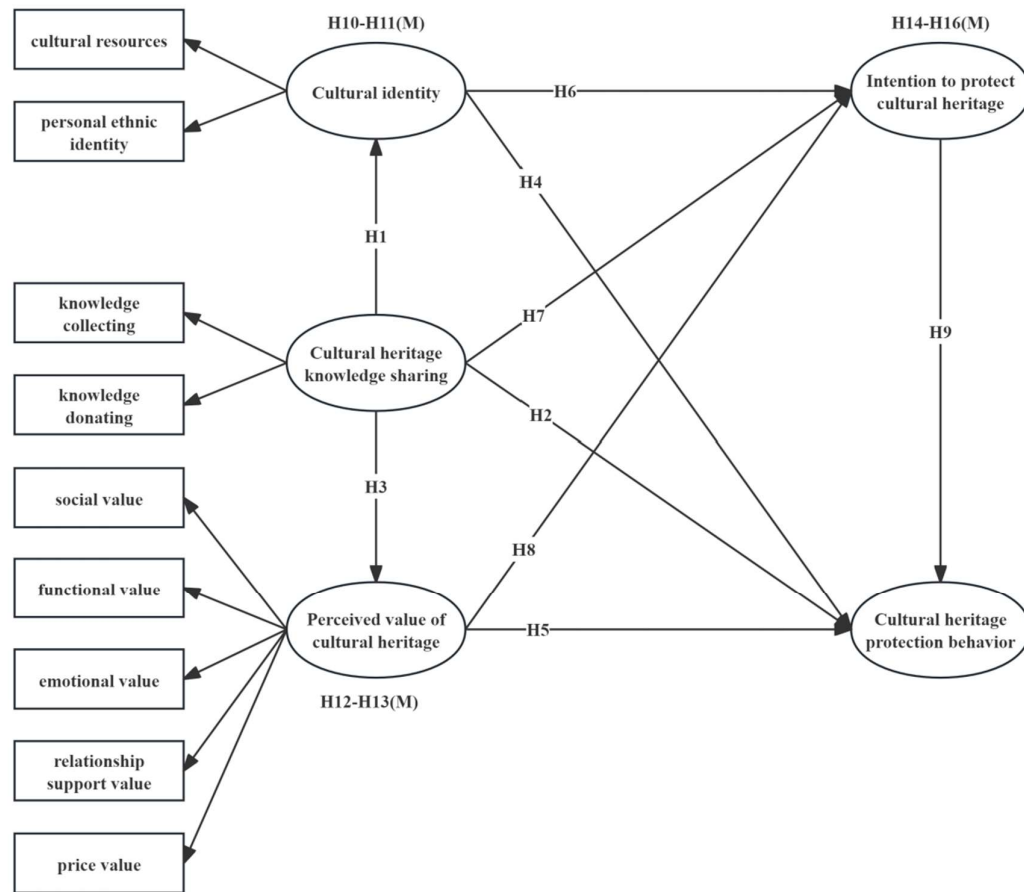 H10-H11(M)
H14-H16(M)
cultural resources
personal ethnic
identity
Cultural identity
H6
Intention to protect
cultural heritage
H4
H1
knowledge
collecting
knowledge
donating
Cultural heritage
knowledge sharing
H7
H2
H9
H3
social value
functional value
emotional value
relationship
support value
price value
H8
Perceived value of
cultural heritage
H5
Cultural heritage
protection behavior
H12-H13(M)